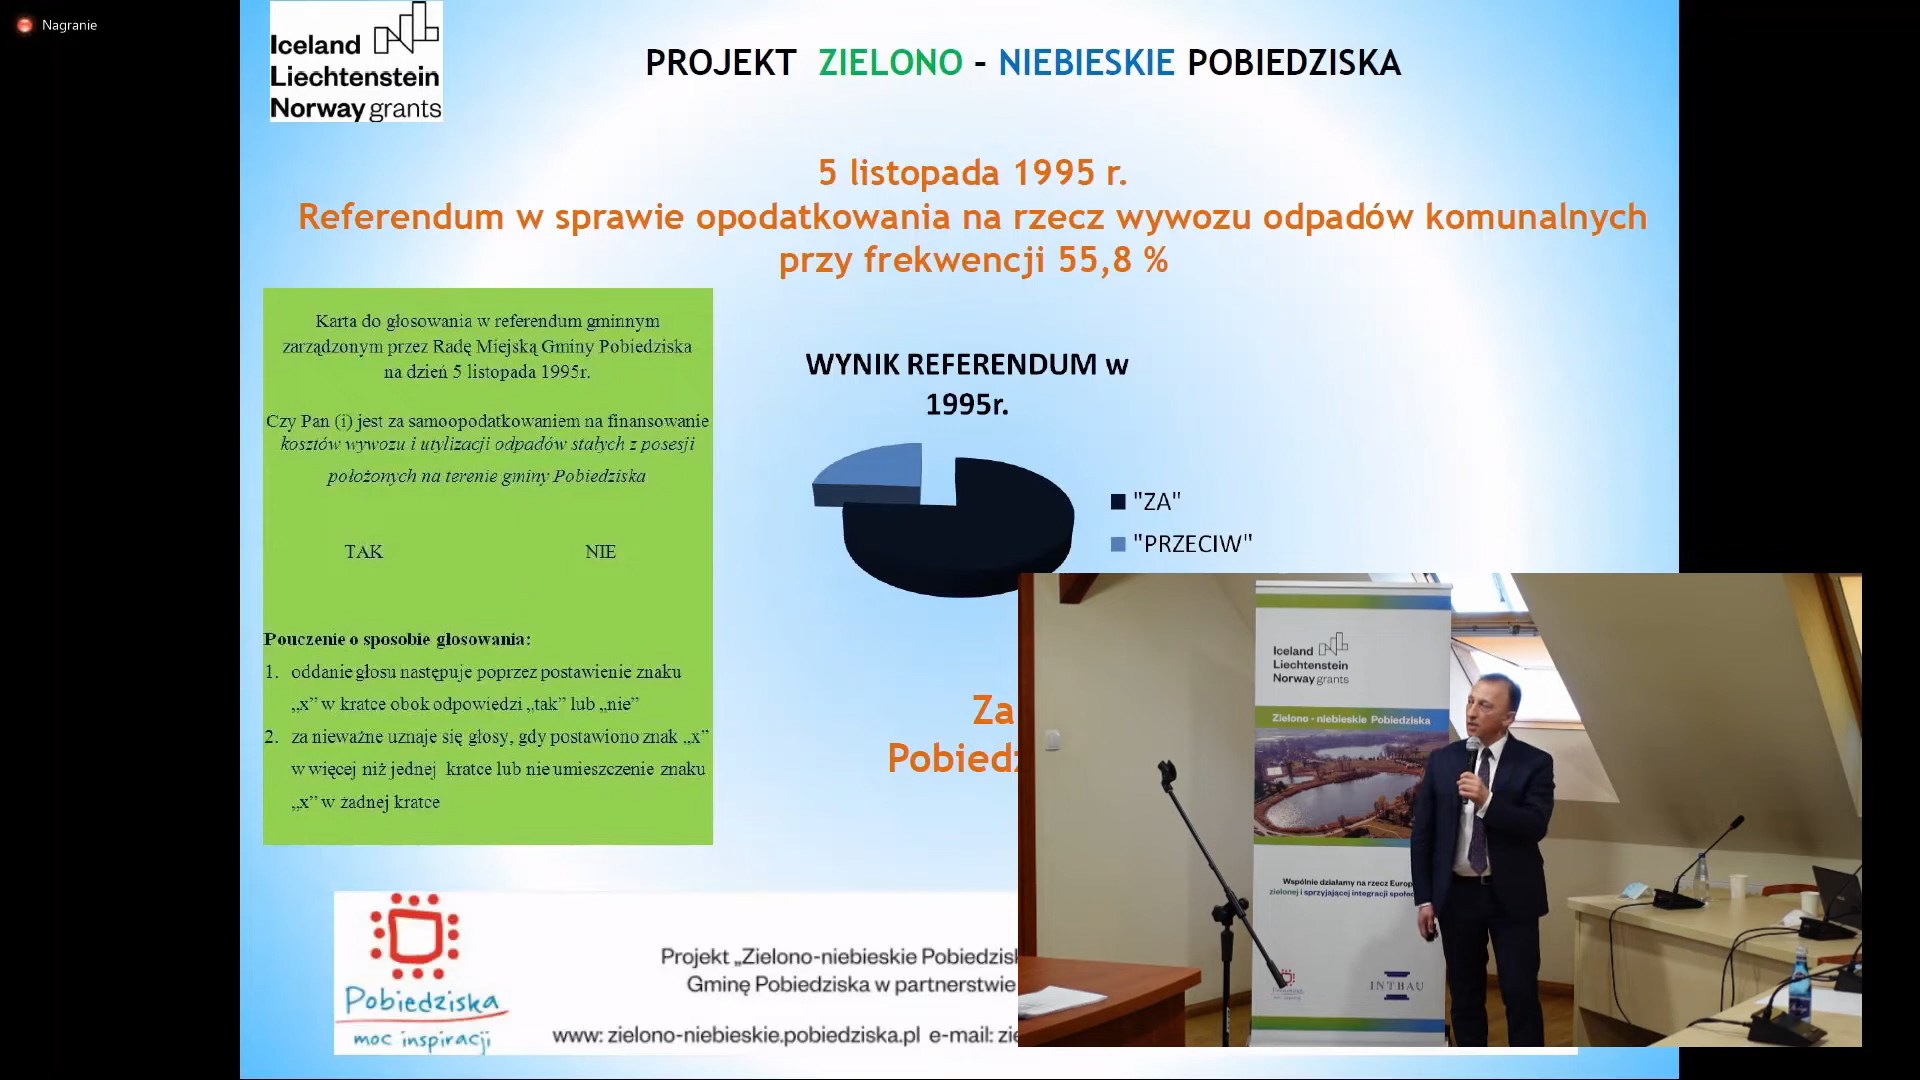 Nagranie
Iceland
Liechtenstein
Norway grants
PROJEKT ZIELONO – NIEBIESKIE POBIEDZISKA
5 listopada 1995 r.
Referendum w sprawie opodatkowania na rzecz wywozu odpadów komunalnych
przy frekwencji 55,8 %
Karta do głosowania w referendum gminnym
zarządzonym przez Radę Miejską Gminy Pobiedziska
na dzień 5 listopada 1995r.
Czy Pan (i) jest za samoopodatkowaniem na finansowanie
kosztów wywozu i utylizacji odpadów stałych z posesji
położonych na terenie gminy Pobiedziska
TAK NIE
Pouczenie o sposobie głosowania:
1. oddanie głosu następuje poprzez postawienie znaku
„x” w kratce obok odpowiedzi „tak” lub „nie”
2. za nieważne uznaje się głosy, gdy postawiono znak „x”
w więcej niż jednej kratce lub nie umieszczenie znaku
„x” w żadnej kratce
WYNIK REFERENDUM w
1995r.
"ZA"
"PRZECIW"
Za
Pobiedz
Pobiedziska
moc inspiracji
Projekt „Zielono-niebieskie Pobiedzisk
Gminę Pobiedziska w partnerstwie
www: zielono-niebieskie.pobiedziska.pl e-mail: zie
Iceland
Liechtenstein
Norway grants
Zielono - niebieskie Pobiedziska
Wspólnie działamy na rzecz Europ
zielonej i sprzyjającej integracji społec
INTBAU